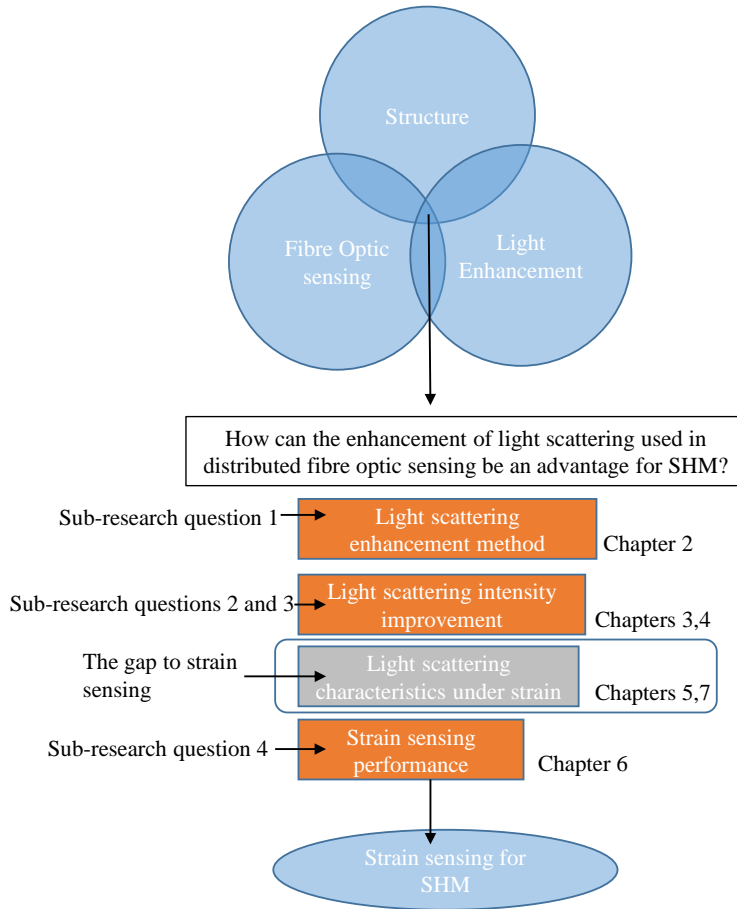 Structure
Fibre Optic
sensing
Light
Enhancement
How can the enhancement of light scattering used in
distributed fibre optic sensing be an advantage for SHM?
Sub-research question 1
Light scattering
enhancement method
Chapter 2
Sub-research questions 2 and 3
Light scattering intensity
improvement
Chapters 3,4
The gap to strain
sensing
Light scattering
characteristics under strain
Chapters 5,7
Sub-research question 4
Strain sensing
performance
Chapter 6
Strain sensing for
SHM